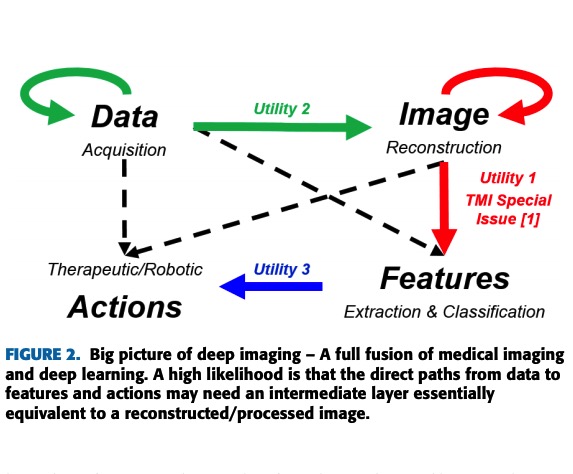 Data
Acquisition
Utility 2
Image
Reconstruction
Utility 1
TMI Special
Issue [1]
Therapeutic/Robotic
Actions
Utility 3
Features
Extraction & Classification
FIGURE 2. Big picture of deep imaging – A full fusion of medical imaging
and deep learning. A high likelihood is that the direct paths from data to
features and actions may need an intermediate layer essentially
equivalent to a reconstructed/processed image.